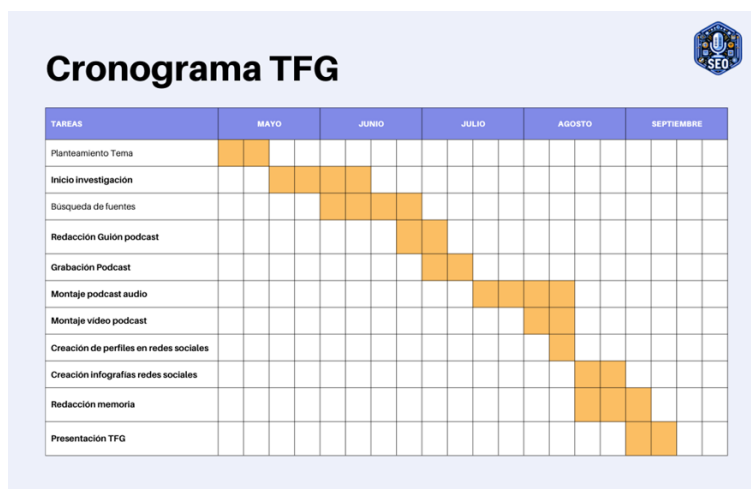 SEO
Cronograma TFG
TAREAS MAYO JUNIO JULIO AGOSTO SEPTIEMBRE
Planteamiento Tema
Inicio investigación
Búsqueda de fuentes
Redacción Guión podcast
Grabación Podcast
Montaje podcast audio
Montaje vídeo podcast
Creación de perfiles en redes sociales
Creación infografías redes sociales
Redacción memoria
Presentación TFG